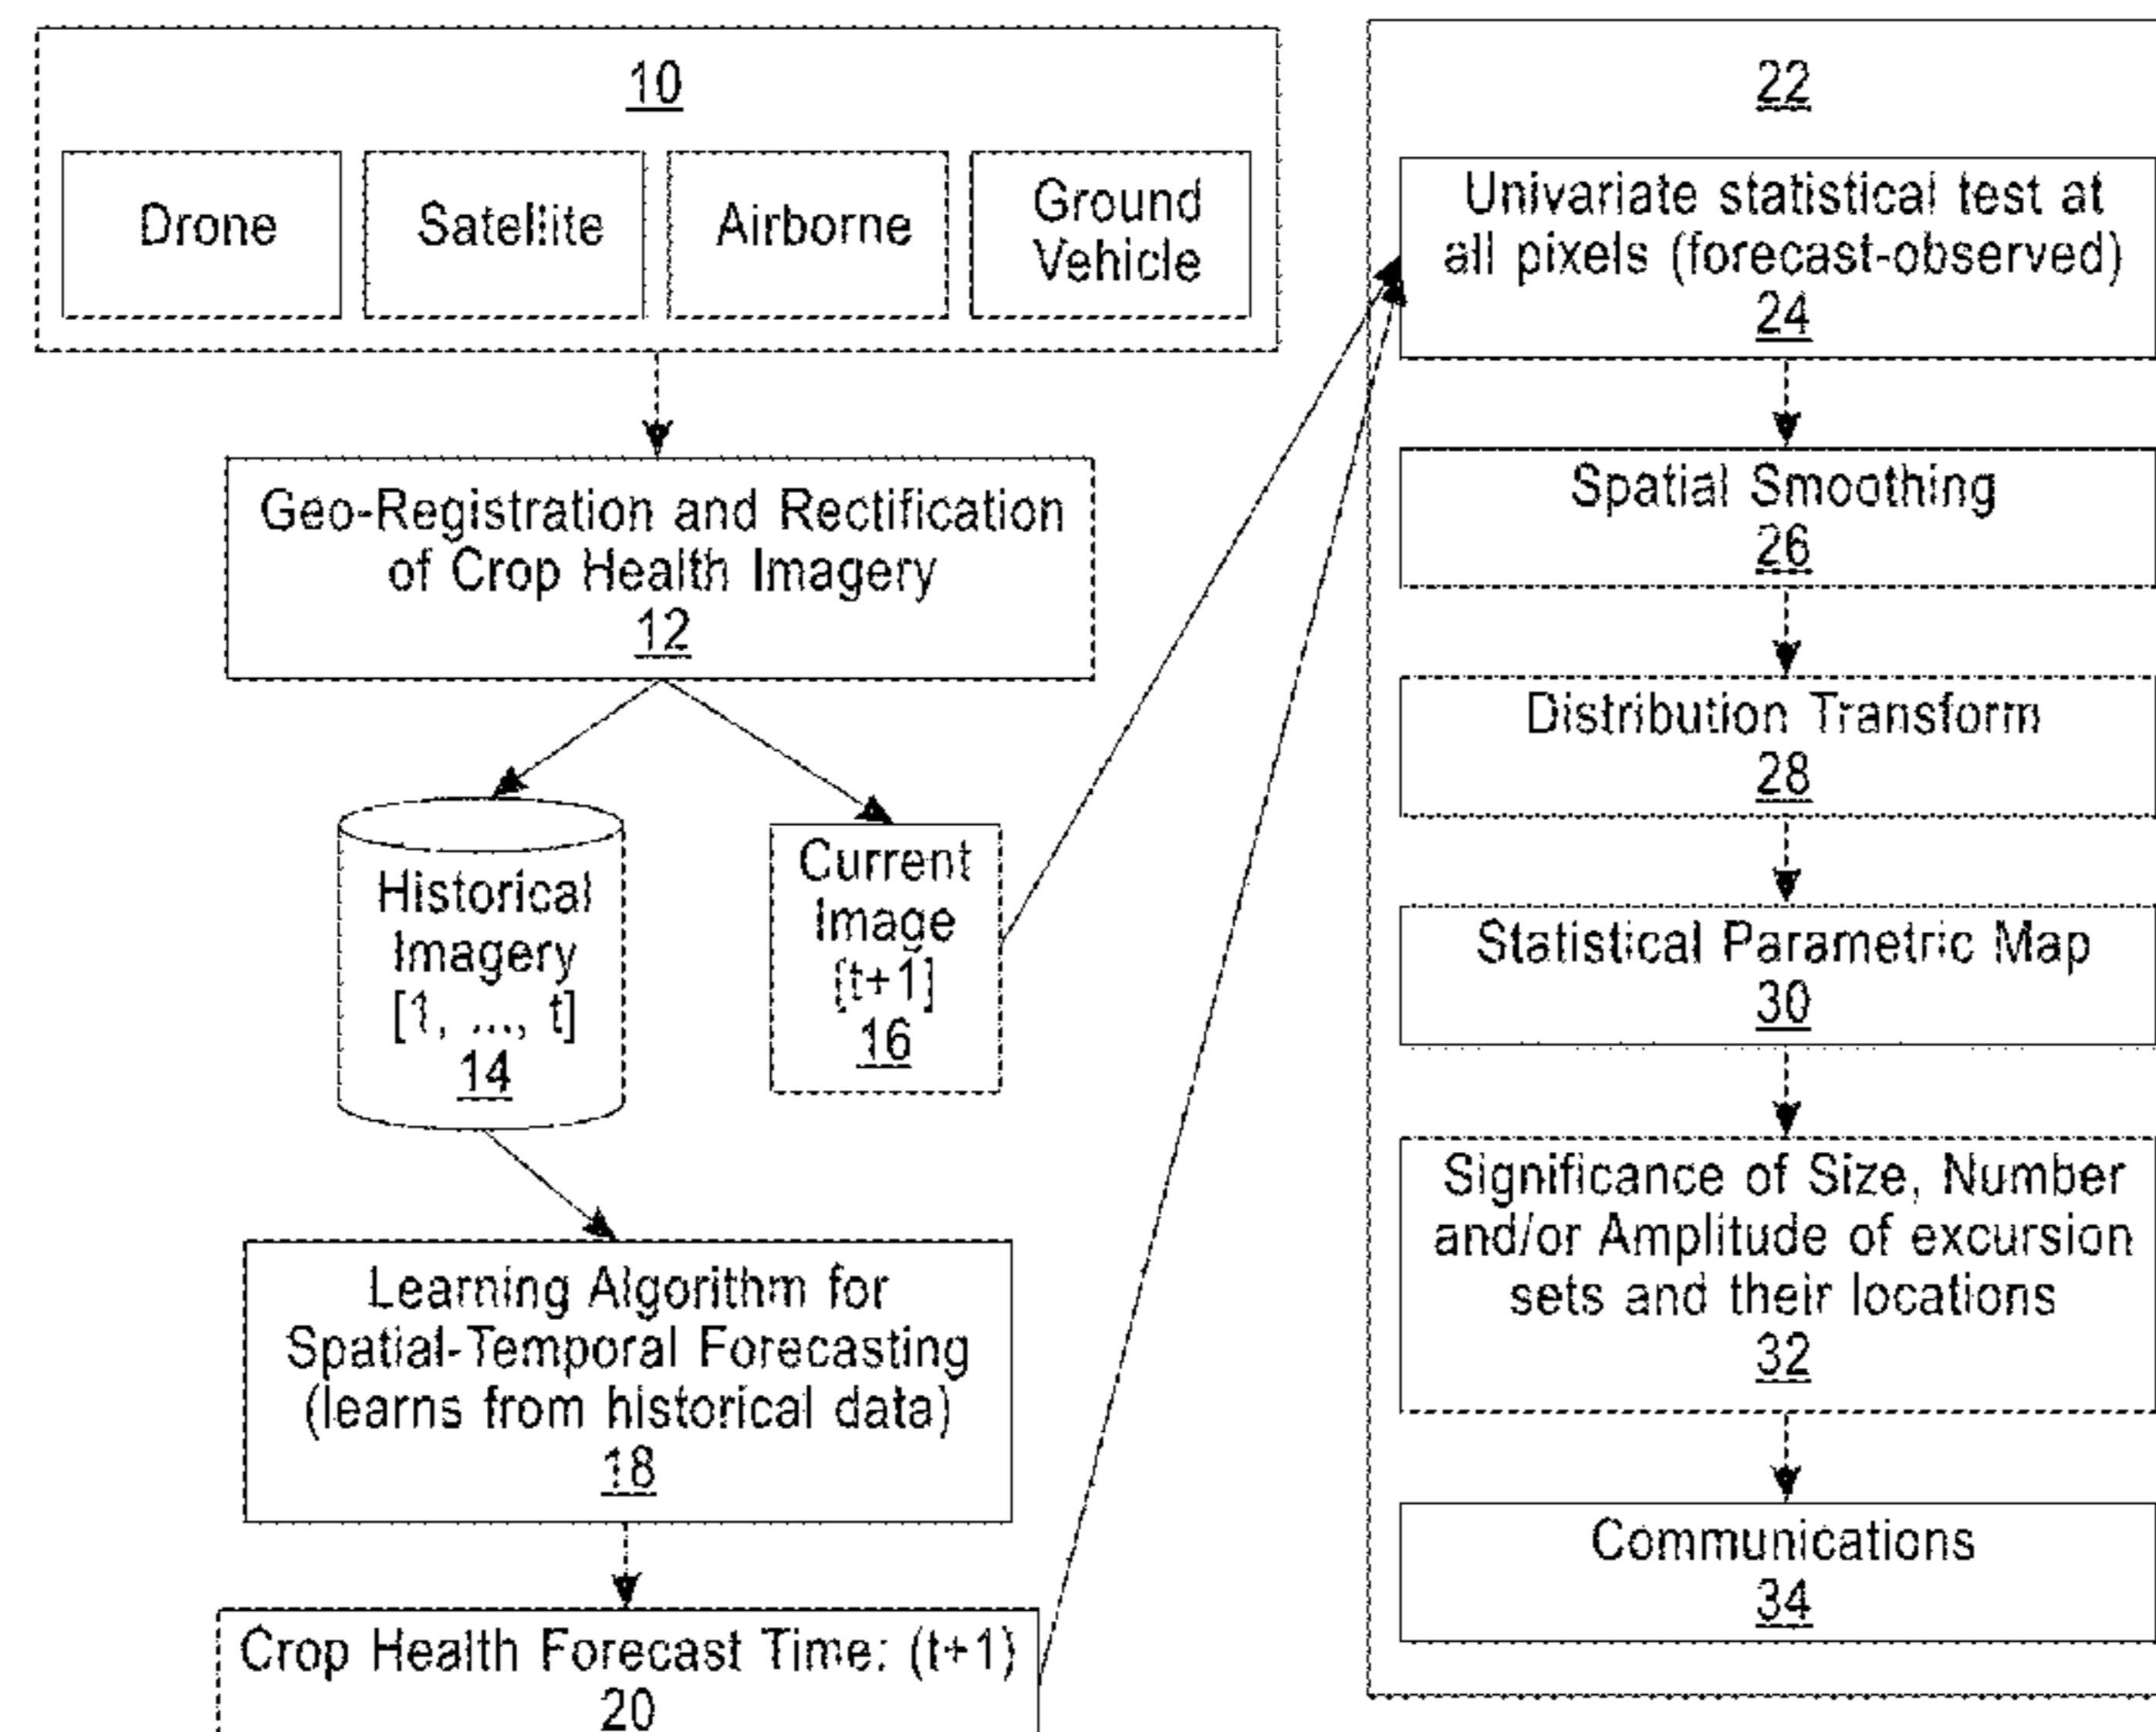 10
Drone
Satellite
Airborne
Ground
Vehicle
Geo-Registration and Rectification
of Crop Health Imagery
12
Historical
Imagery
[1, ..., t]
14
Current
Image
[t+1]
16
Learning Algorithm for
Spatial-Temporal Forecasting
(learns from historical data)
18
Crop Health Forecast Time: (t+1)
20
22
Univariate statistical test at
all pixels (forecast-observed)
24
Spatial Smoothing
26
Distribution Transform
28
Statistical Parametric Map
30
Significance of Size, Number
and/or Amplitude of excursion
sets and their locations
32
Communications
34